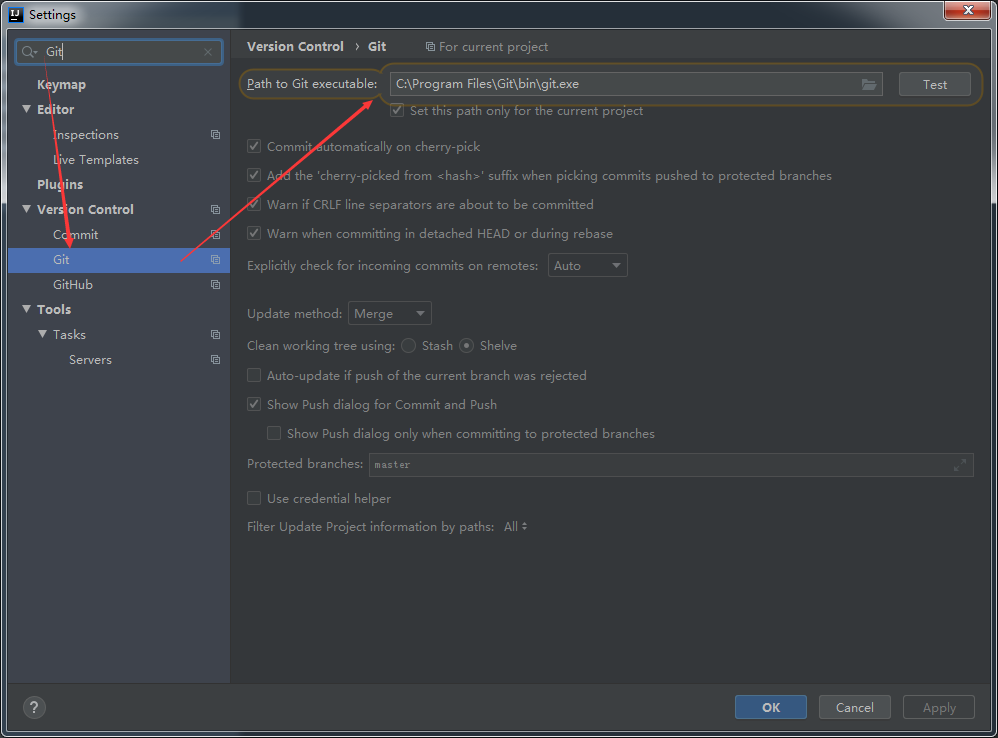 IJ Settings
Git
Keymap
Editor
Inspections
Live Templates
Plugins
Version Control
Commit
Git
GitHub
Tools
Tasks
Servers
Version Control › Git For current project
Path to Git executable: C:\Program Files\Git\bin\git.exe Test
Set this path only for the current project
Commit automatically on cherry-pick
Add the 'cherry-picked from <hash>' suffix when picking commits pushed to protected branches
Warn if CRLF line separators are about to be committed
Warn when committing in detached HEAD or during rebase
Explicitly check for incoming commits on remotes: Auto
Update method: Merge
Clean working tree using: Stash Shelve
Auto-update if push of the current branch was rejected
Show Push dialog for Commit and Push
Show Push dialog only when committing to protected branches
Protected branches: master
Use credential helper
Filter Update Project information by paths: All
? OK Cancel Apply